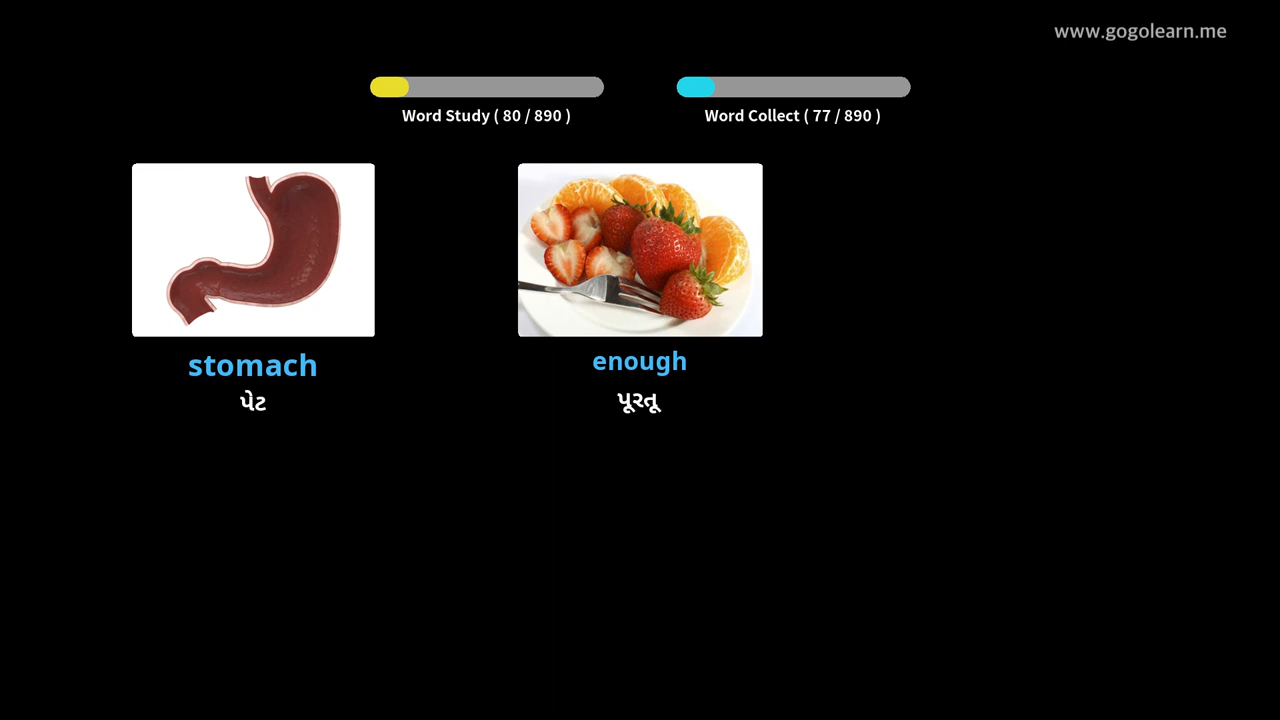 www.gogolearn.me
Word Study ( 80 / 890 )
Word Collect ( 77 / 890 )
stomach
પેટ
enough
પૂરતૂ